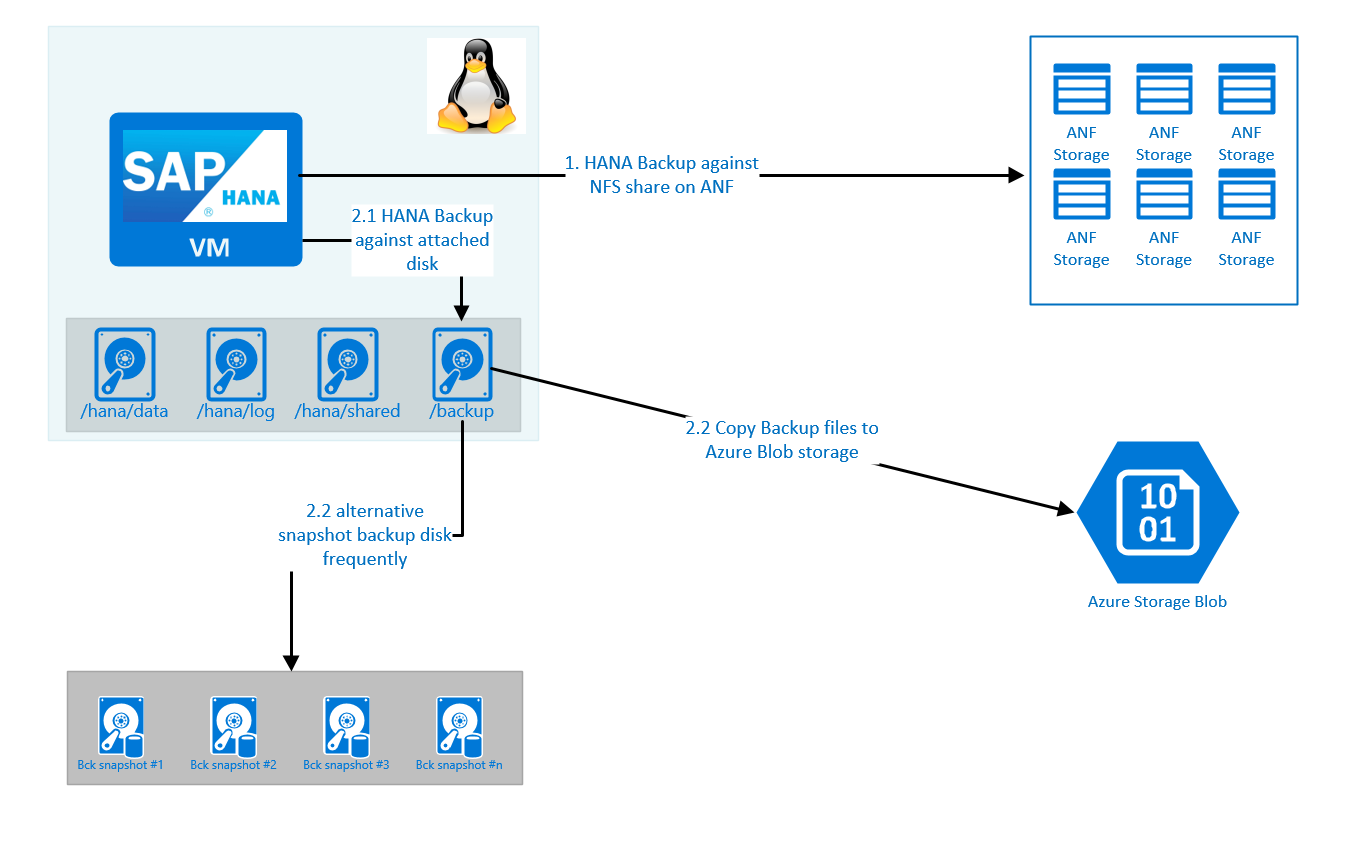 SAP
®
HANA
VM
1. HANA Backup against
NFS share on ANF
2.1 HANA Backup
against attached
disk
ANF
Storage
ANF
Storage
ANF
Storage
ANF
Storage
ANF
Storage
ANF
Storage
/hana/data
/hana/log
/hana/shared
/backup
2.2 Copy Backup files to
Azure Blob storage
2.2 alternative
snapshot backup disk
frequently
10
01
Azure Storage Blob
Bck snapshot #1
Bck snapshot #2
Bck snapshot #3
Bck snapshot #n